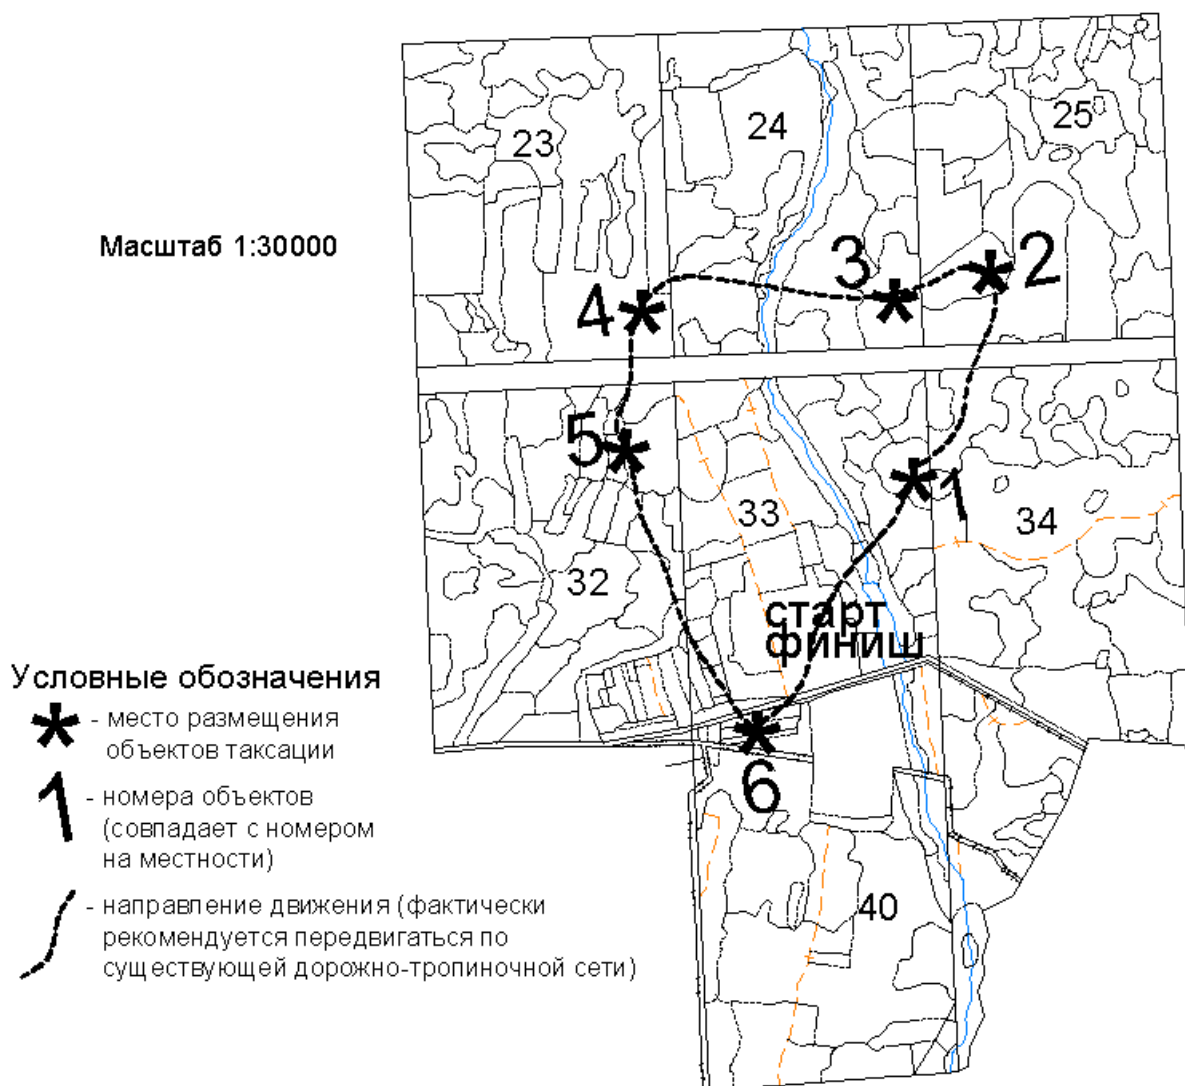 23
24
25
Масштаб 1:30000
3
2
4
5
1
33
34
32
старт
финиш
6
40
Условные обозначения
- место размещения
объектов таксации
1 - номера объектов
(совпадает с номером
на местности)
- направление движения (фактически
рекомендуется передвигаться по
существующей дорожно-тропиночной сети)